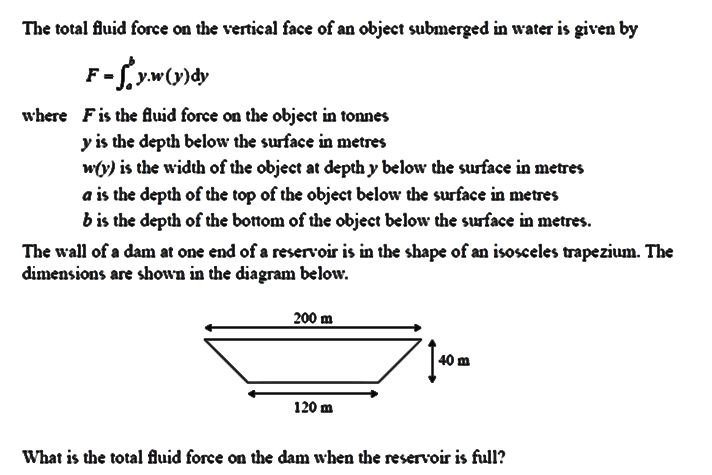 The total fluid force on the vertical face of an object submerged in water is given by
F = ∫_a^b y.w(y)dy
where F is the fluid force on the object in tonnes
y is the depth below the surface in metres
w(y) is the width of the object at depth y below the surface in metres
a is the depth of the top of the object below the surface in metres
b is the depth of the bottom of the object below the surface in metres.
The wall of a dam at one end of a reservoir is in the shape of an isosceles trapezium. The
dimensions are shown in the diagram below.
200 m
40 m
120 m
What is the total fluid force on the dam when the reservoir is full?